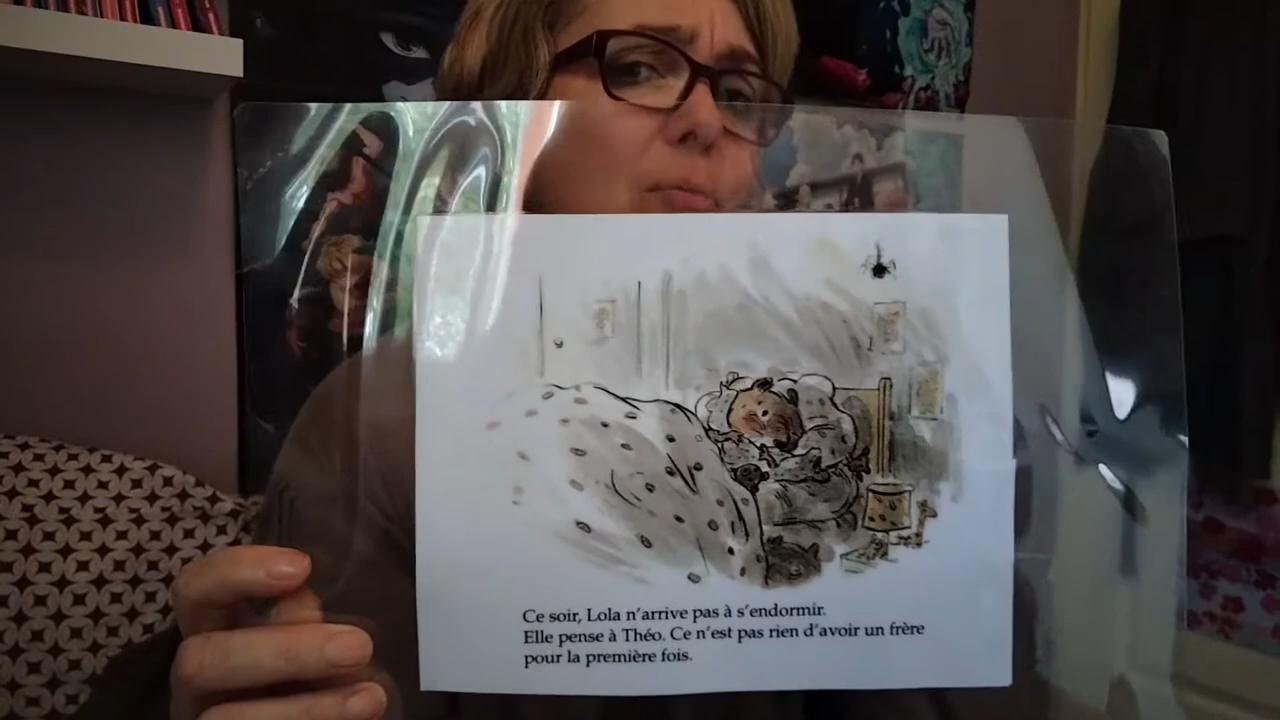 Ce soir, Lola n'arrive pas à s'endormir.
Elle pense à Théo. Ce n'est pas rien d'avoir un frère
pour la première fois.